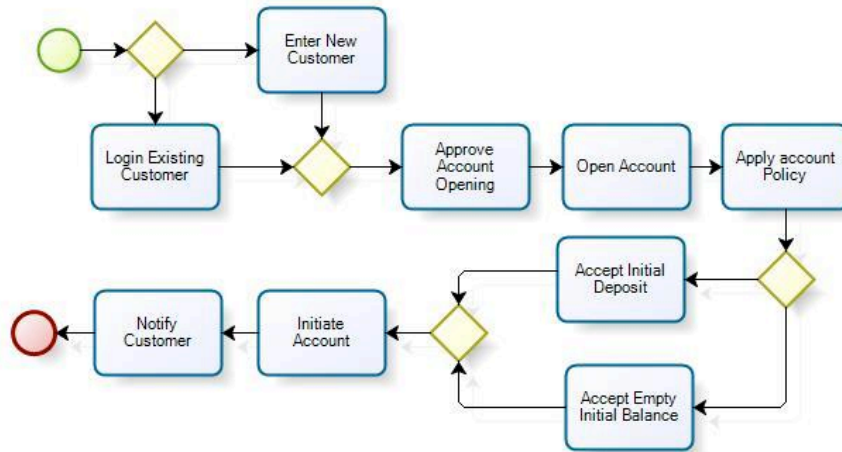 Enter New
Customer
Login Existing
Customer
Approve
Account
Opening
Open Account
Apply account
Policy
Accept Initial
Deposit
Accept Empty
Initial Balance
Initiate
Account
Notify
Customer